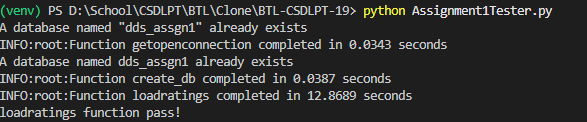 (venv) PS D:\School\CSDLPT\BTL\Clone\BTL-CSDLPT-19> python Assignment1Tester.py
A database named "dds_assgn1" already exists
INFO:root:Function getopenconnection completed in 0.0343 seconds
A database named dds_assgn1 already exists
INFO:root:Function create_db completed in 0.0387 seconds
INFO:root:Function loadratings completed in 12.8689 seconds
loadratings function pass!